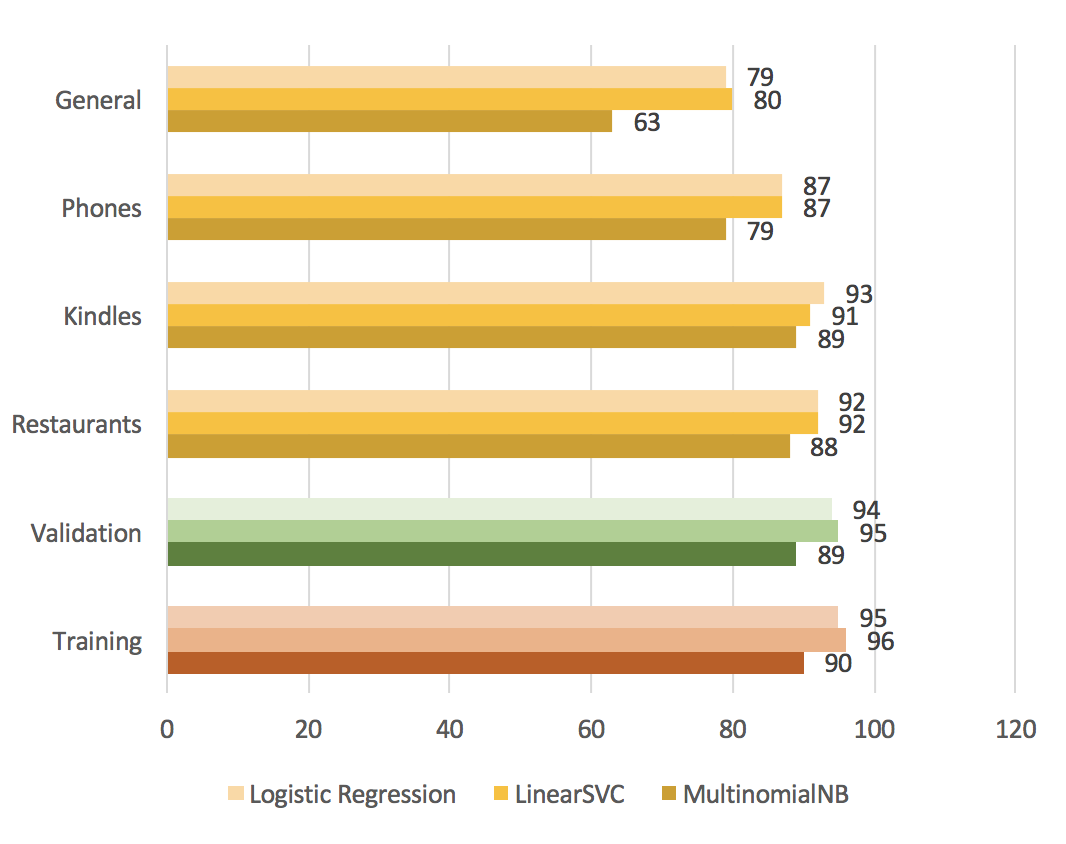 General
79
80
63
Phones
87
87
79
Kindles
93
91
89
Restaurants
92
92
88
Validation
94
95
89
Training
95
96
90
0 20 40 60 80 100 120
Logistic Regression LinearSVC MultinomialNB